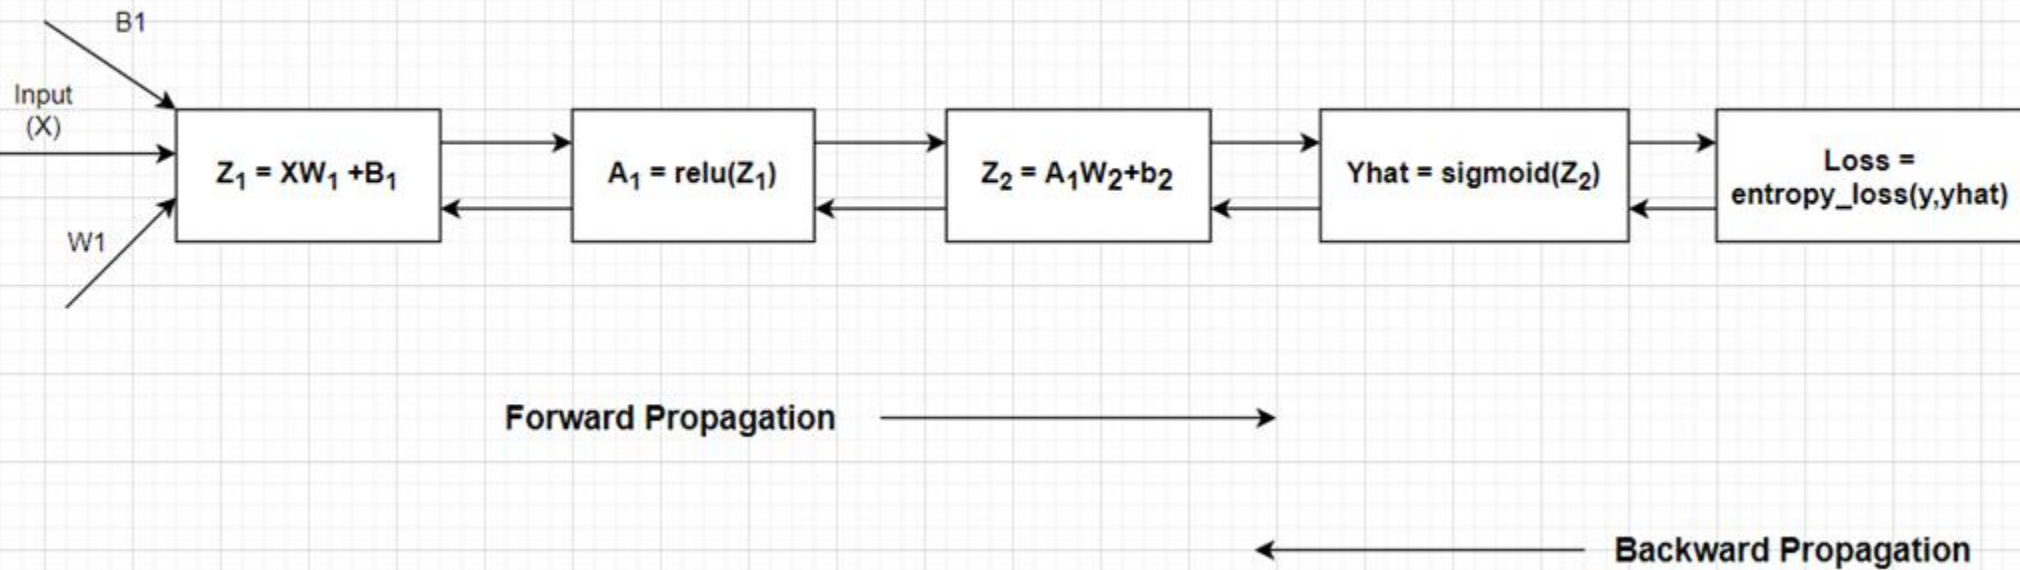 B1
Input
(X)
W1
Z₁ = XW₁ +B₁
A₁ = relu(Z₁)
Z₂ = A₁W₂+b₂
Yhat = sigmoid(Z₂)
Loss =
entropy_loss(y,yhat)
Forward Propagation
Backward Propagation